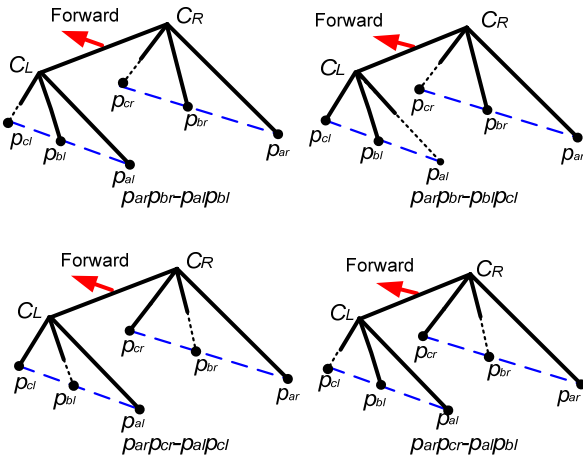 Forward
CR
CL
pcr
pcl
pbr
pbl
par
pal
parpbr-palpbl
Forward
CR
CL
pcr
pcl
pbr
pbl
par
pal
parpbr-pblpcl
Forward
CR
CL
pcr
pbr
pcl
pbl
par
pal
parpcr-palpcl
Forward
CR
CL
pcr
pbr
pcl
pbl
par
pal
parpcr-palpbl